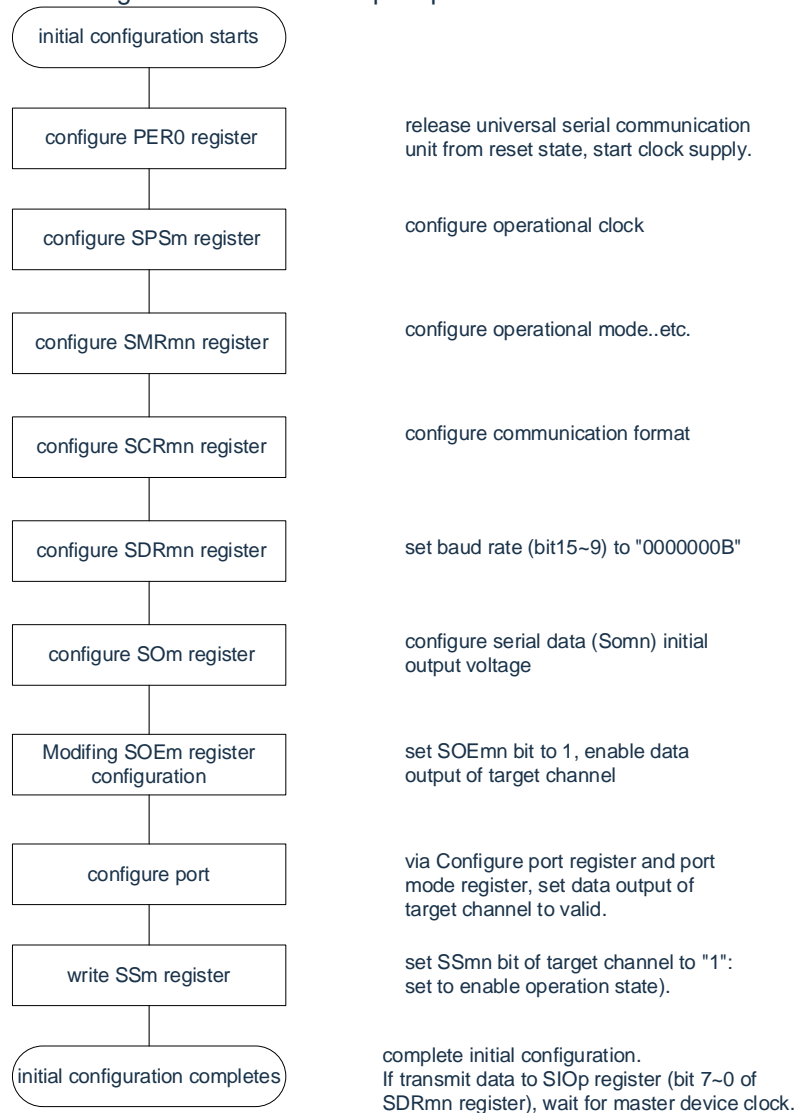 initial configuration starts
configure PER0 register
release universal serial communication
unit from reset state, start clock supply.
configure SPSm register
configure operational clock
configure SMRmn register
configure operational mode..etc.
configure SCRmn register
configure communication format
configure SDRmn register
set baud rate (bit15~9) to "0000000B"
configure SOm register
configure serial data (Somn) initial
output voltage
Modifing SOEm register
configuration
set SOEmn bit to 1, enable data
output of target channel
configure port
via Configure port register and port
mode register, set data output of
target channel to valid.
write SSm register
set SSmn bit of target channel to "1":
set to enable operation state).
initial configuration completes
complete initial configuration.
If transmit data to SIOp register (bit 7~0 of
SDRmn register), wait for master device clock.